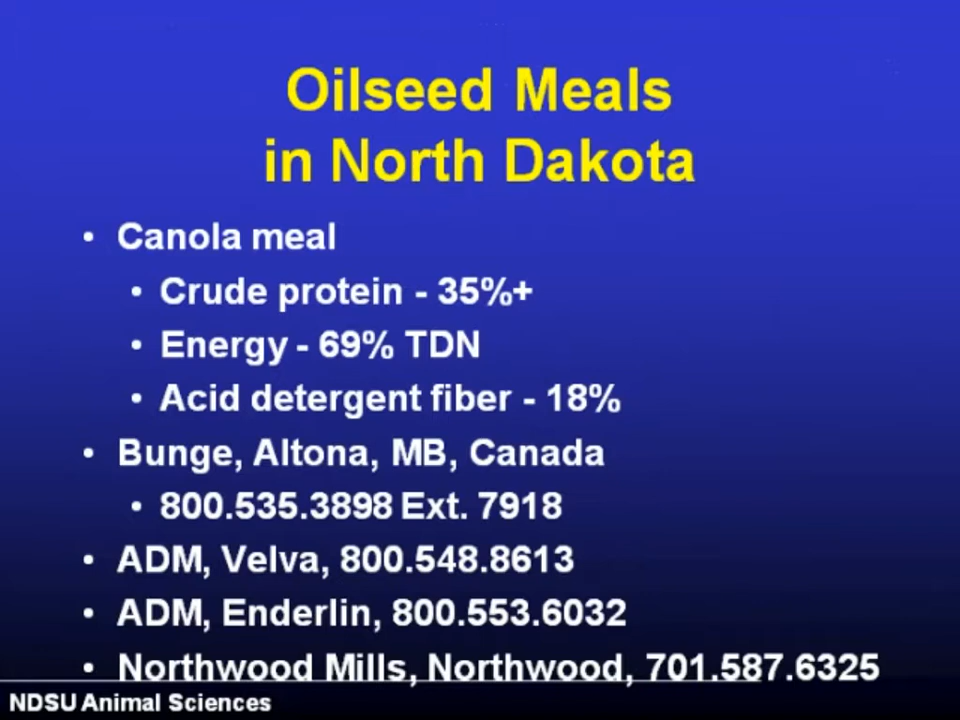 Oilseed Meals
in North Dakota
• Canola meal
• Crude protein - 35%+
• Energy - 69% TDN
• Acid detergent fiber - 18%
• Bunge, Altona, MB, Canada
• 800.535.3898 Ext. 7918
• ADM, Velva, 800.548.8613
• ADM, Enderlin, 800.553.6032
• Northwood Mills, Northwood, 701.587.6325
NDSU Animal Sciences